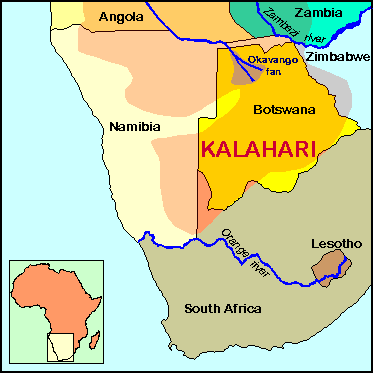 Angola
Zambia
Zambezi river
Zimbabwe
Okavango
fan
Botswana
Namibia
KALAHARI
Orange river
Lesotho
South Africa